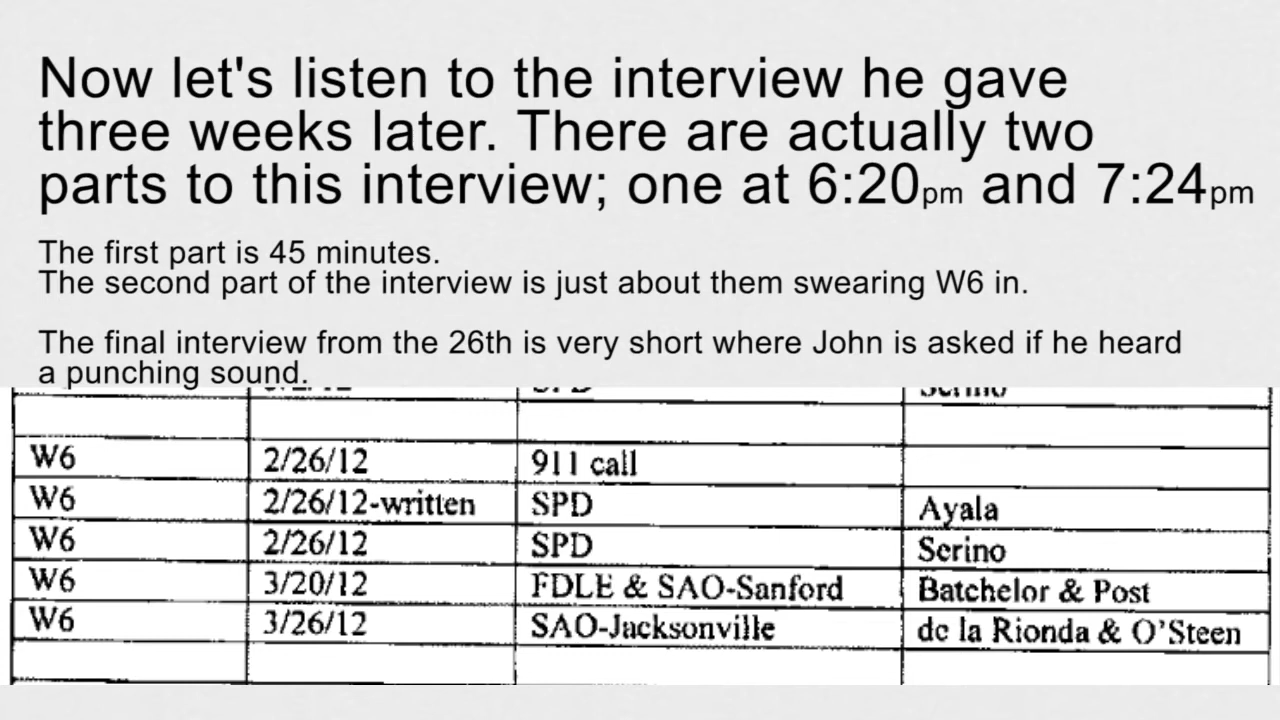 Now let's listen to the interview he gave
three weeks later. There are actually two
parts to this interview; one at 6:20pm and 7:24pm
The first part is 45 minutes.
The second part of the interview is just about them swearing W6 in.
The final interview from the 26th is very short where John is asked if he heard
a punching sound.
W6 2/26/12 911 call
W6 2/26/12-written SPD Ayala
W6 2/26/12 SPD Serino
W6 3/20/12 FDLE & SAO-Sanford Batchelor & Post
W6 3/26/12 SAO-Jacksonville de la Rionda & O'Steen